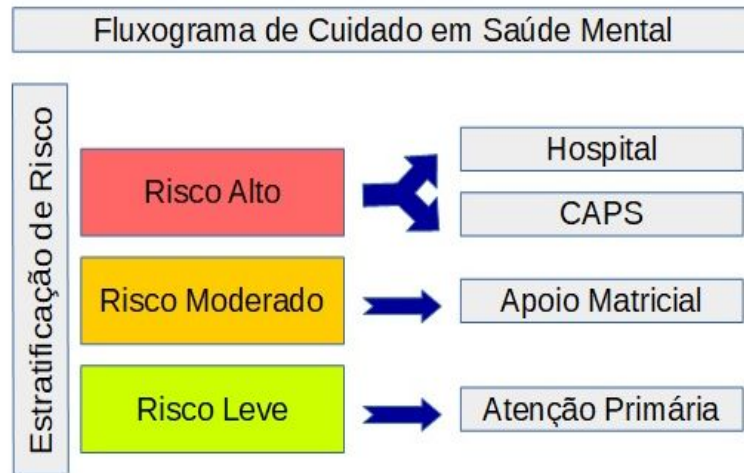 Fluxograma de Cuidado em Saúde Mental
Estratificação de Risco
Risco Alto
Hospital
CAPS
Risco Moderado
Apoio Matricial
Risco Leve
Atenção Primária